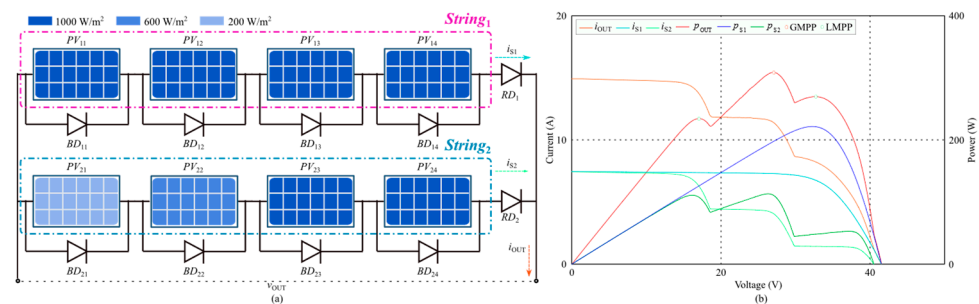 1000 W/m² 600 W/m² 200 W/m²
String₁
PV₁₁ PV₁₂ PV₁₃ PV₁₄
i_S1
RD₁
BD₁₁ BD₁₂ BD₁₃ BD₁₄
String₂
PV₂₁ PV₂₂ PV₂₃ PV₂₄
i_S2
RD₂
i_OUT
BD₂₁ BD₂₂ BD₂₃ BD₂₄
v_OUT
(a)
20 400
i_OUT i_S1 i_S2 p_OUT p_S1 p_S2 GMPP LMPP
Current (A)
10 200
Power (W)
0 0
0 20 40
Voltage (V)
(b)